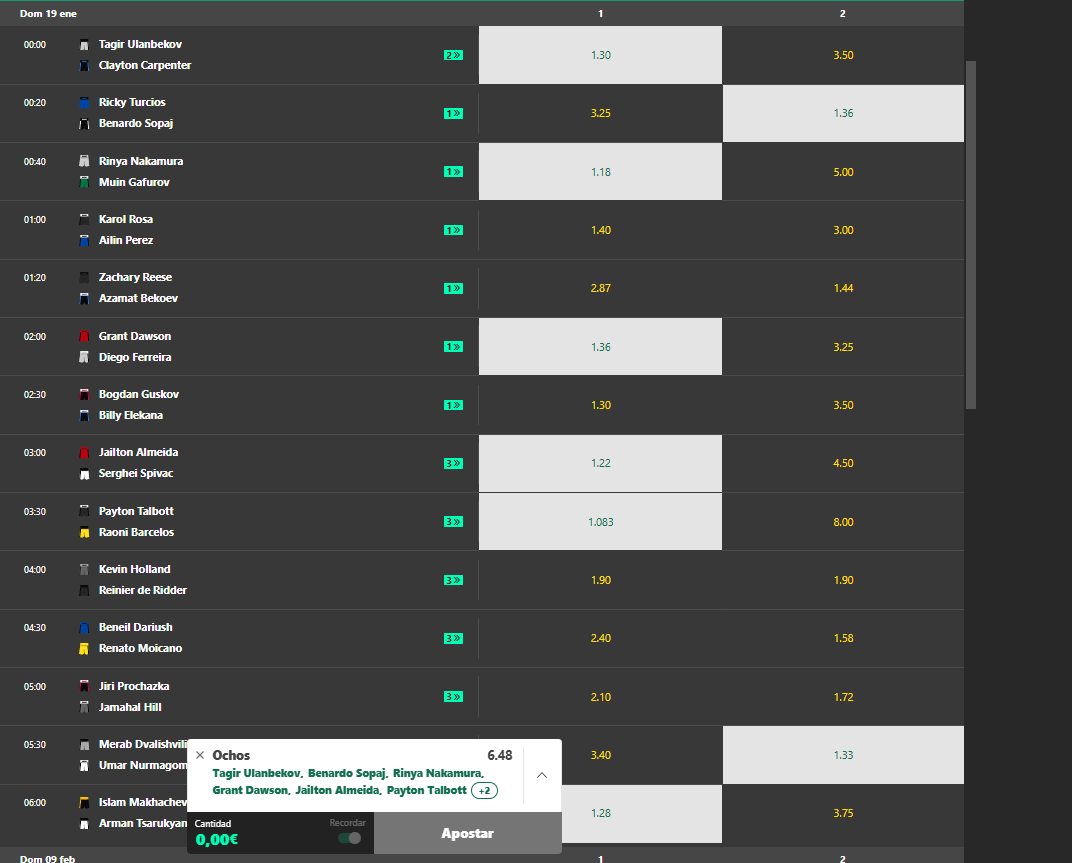 Dom 19 ene 1 2
00:00 Tagir Ulanbekov
Clayton Carpenter 2» 1.30 3.50
00:20 Ricky Turcios
Benardo Sopaj 1» 3.25 1.36
00:40 Rinya Nakamura
Muin Gafurov 1» 1.18 5.00
01:00 Karol Rosa
Ailin Perez 1» 1.40 3.00
01:20 Zachary Reese
Azamat Bekoev 1» 2.87 1.44
02:00 Grant Dawson
Diego Ferreira 1» 1.36 3.25
02:30 Bogdan Guskov
Billy Elekana 1» 1.30 3.50
03:00 Jailton Almeida
Serghei Spivac 3» 1.22 4.50
03:30 Payton Talbott
Raoni Barcelos 3» 1.083 8.00
04:00 Kevin Holland
Reinier de Ridder 3» 1.90 1.90
04:30 Beneil Dariush
Renato Moicano 3» 2.40 1.58
05:00 Jiri Prochazka
Jamahal Hill 3» 2.10 1.72
05:30 Merab Dvalishvili
Umar Nurmagom 3.40 1.33
06:00 Islam Makhachev
Arman Tsarukyan 1.28 3.75
× Ochos 6.48
Tagir Ulanbekov, Benardo Sopaj, Rinya Nakamura,
Grant Dawson, Jailton Almeida, Payton Talbott +2
Cantidad Recordar
0,00€ Apostar
Dom 09 feb 1 2